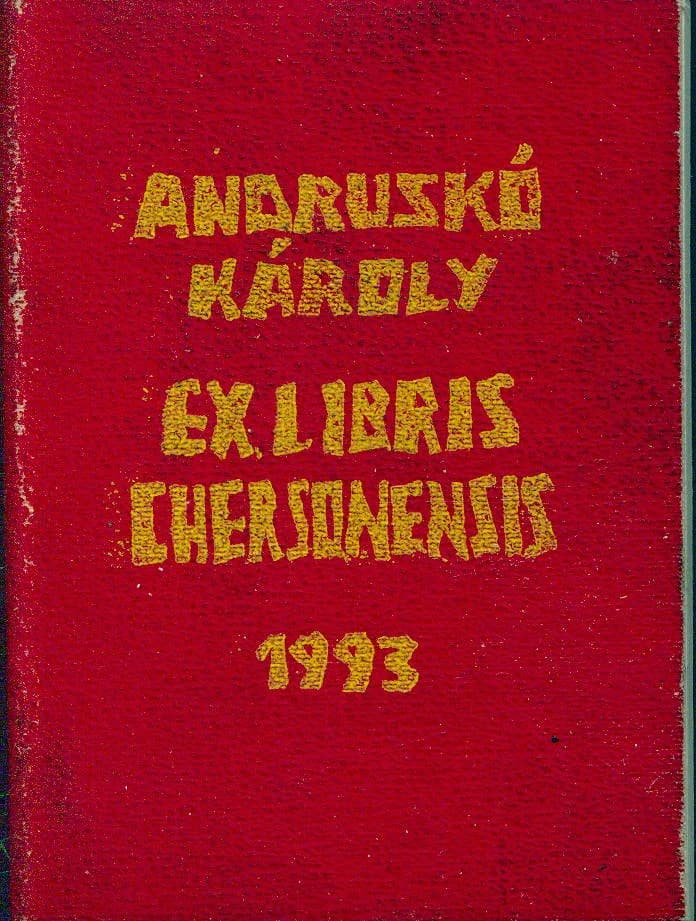 ANDRUSKÓ
KÁROLY
EX LIBRIS
CHERSONENSIS
1993